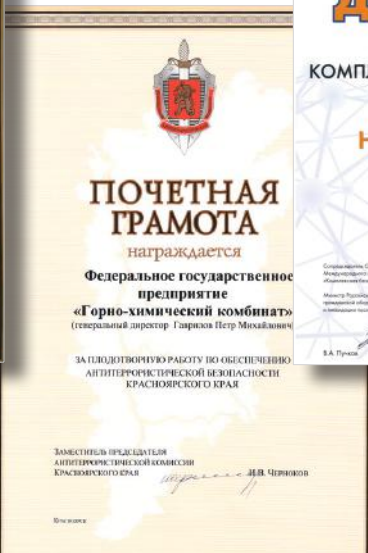 ПОЧЕТНАЯ
ГРАМОТА
награждается
Федеральное государственное
предприятие
«Горно-химический комбинат»
(генеральный директор Гаврилов Петр Михайлович
ЗА ПЛОДОТВОРНУЮ РАБОТУ ПО ОБЕСПЕЧЕНИЮ
АНТИТЕРРОРИСТИЧЕСКОЙ БЕЗОПАСНОСТИ
КРАСНОЯРСКОГО КРАЯ
ЗАМЕСТИТЕЛЬ ПРЕДСЕДАТЕЛЯ
АНТИТЕРРОРИСТИЧЕСКОЙ КОМИССИИ
КРАСНОЯРСКОГО КРАЯ
КРАСНОЯРСК
Д
КОМПЛ
Н
В.А. Пучков